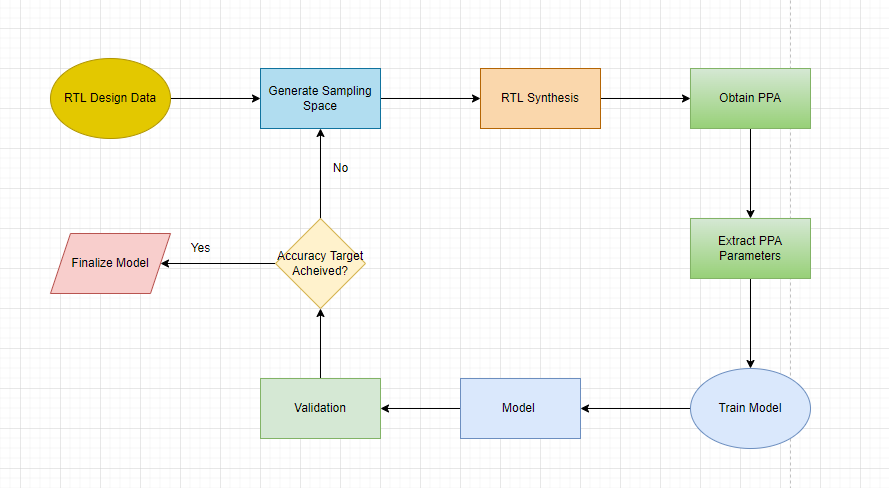 RTL Design Data
Generate Sampling
Space
RTL Synthesis
Obtain PPA
No
Extract PPA
Parameters
Yes
Finalize Model
Accuracy Target
Acheived?
Validation
Model
Train Model